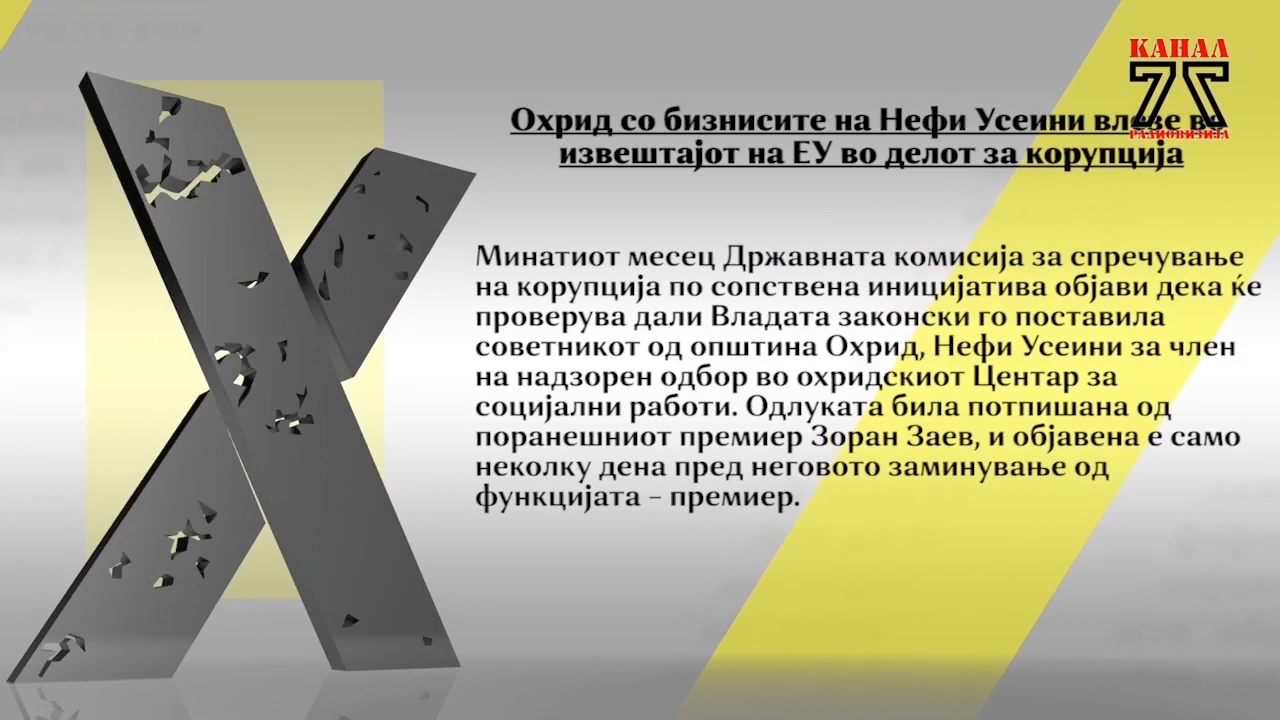 КАНАЛ
77
РАДИОВИЗИЈА
Охрид со бизнисите на Нефи Усеини влезе во
извештајот на ЕУ во делот за корупција
Минатиот месец Државната комисија за спречување
на корупција по сопствена иницијатива објави дека ќе
проверува дали Владата законски го поставила
советникот од општина Охрид, Нефи Усеини за член
на надзорен одбор во охридскиот Центар за
социјални работи. Одлуката била потпишана од
поранешниот премиер Зоран Заев, и објавена е само
неколку дена пред неговото заминување од
функцијата – премиер.